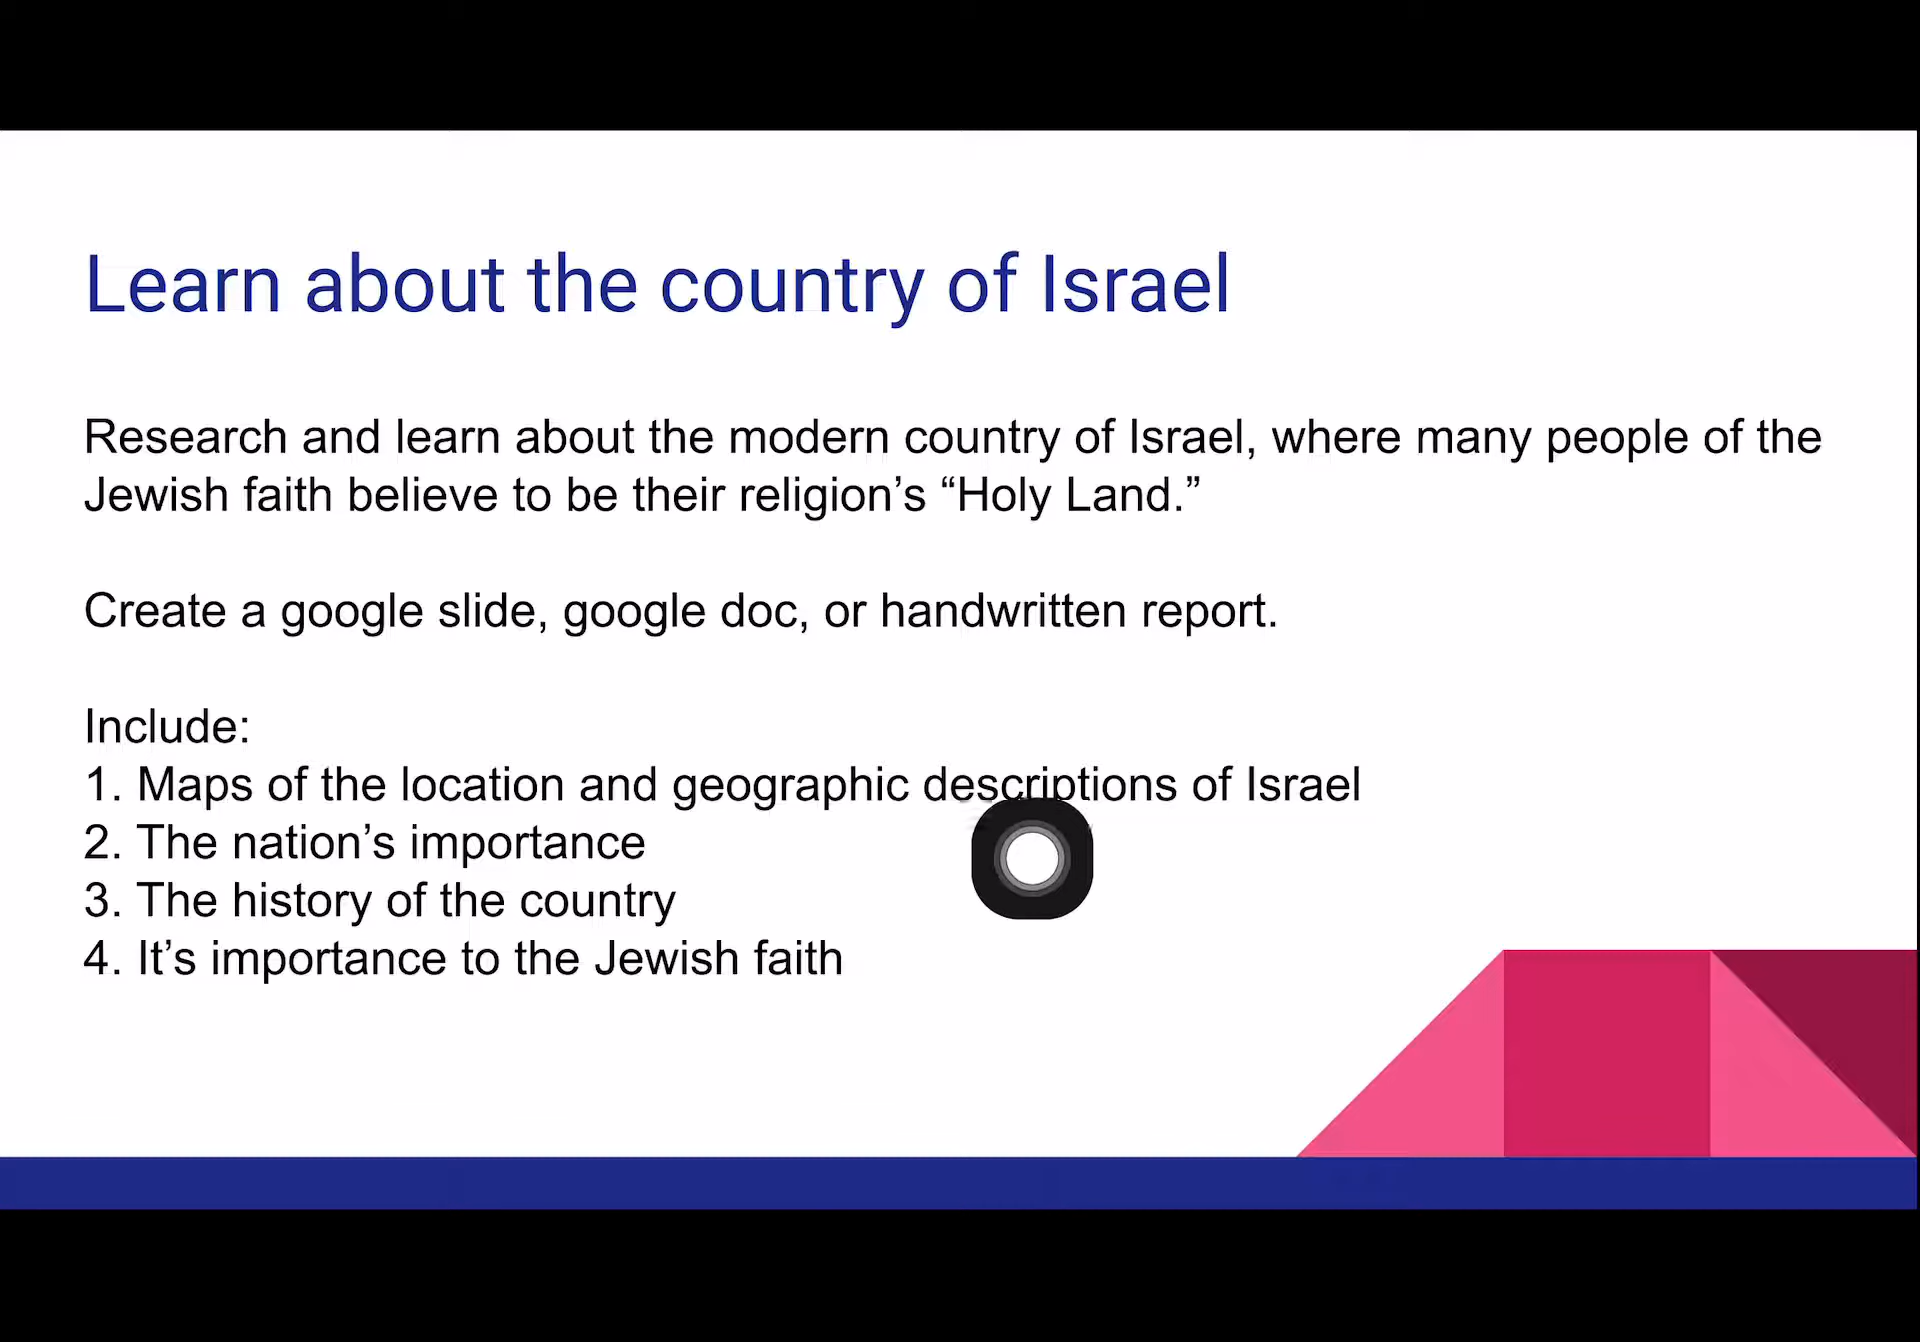 Learn about the country of Israel
Research and learn about the modern country of Israel, where many people of the
Jewish faith believe to be their religion’s “Holy Land.”
Create a google slide, google doc, or handwritten report.
Include:
1. Maps of the location and geographic descriptions of Israel
2. The nation’s importance
3. The history of the country
4. It’s importance to the Jewish faith